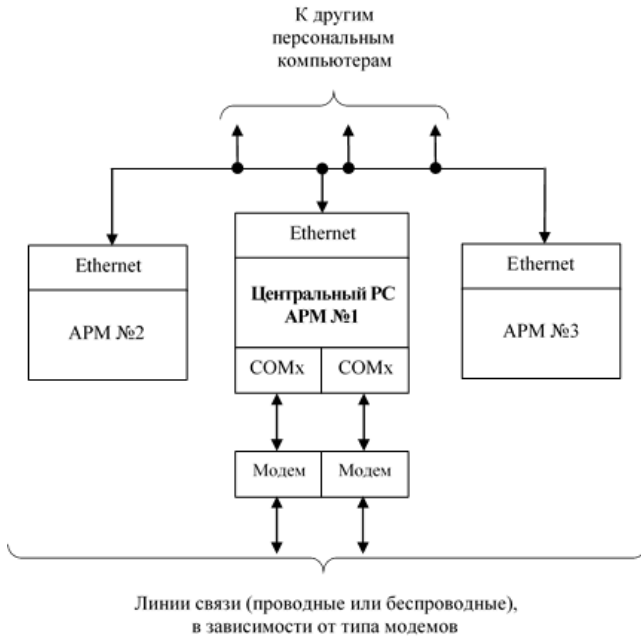 К другим
персональным
компьютерам
Ethernet
Ethernet
Ethernet
Центральный PC
АРМ №1
АРМ №2
АРМ №3
COMx
COMx
Модем
Модем
Линии связи (проводные или беспроводные),
в зависимости от типа модемов